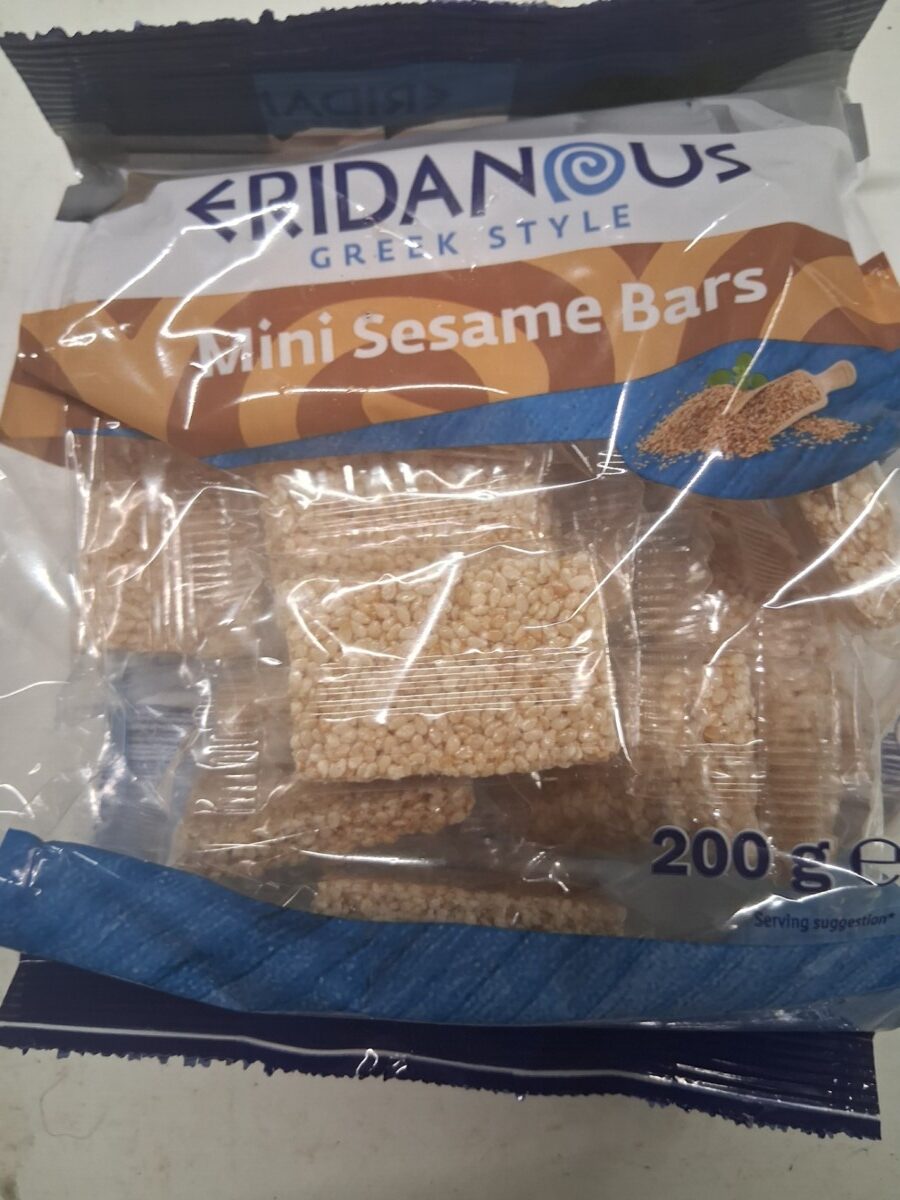 ERIDANOUS
GREEK STYLE
Mini Sesame Bars
200 g e
Serving suggestion*